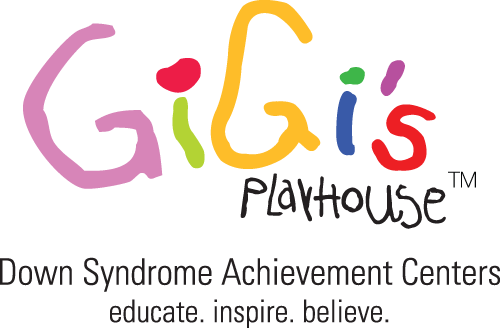 GiGi's
PLAYHOUSE™
Down Syndrome Achievement Centers
educate. inspire. believe.